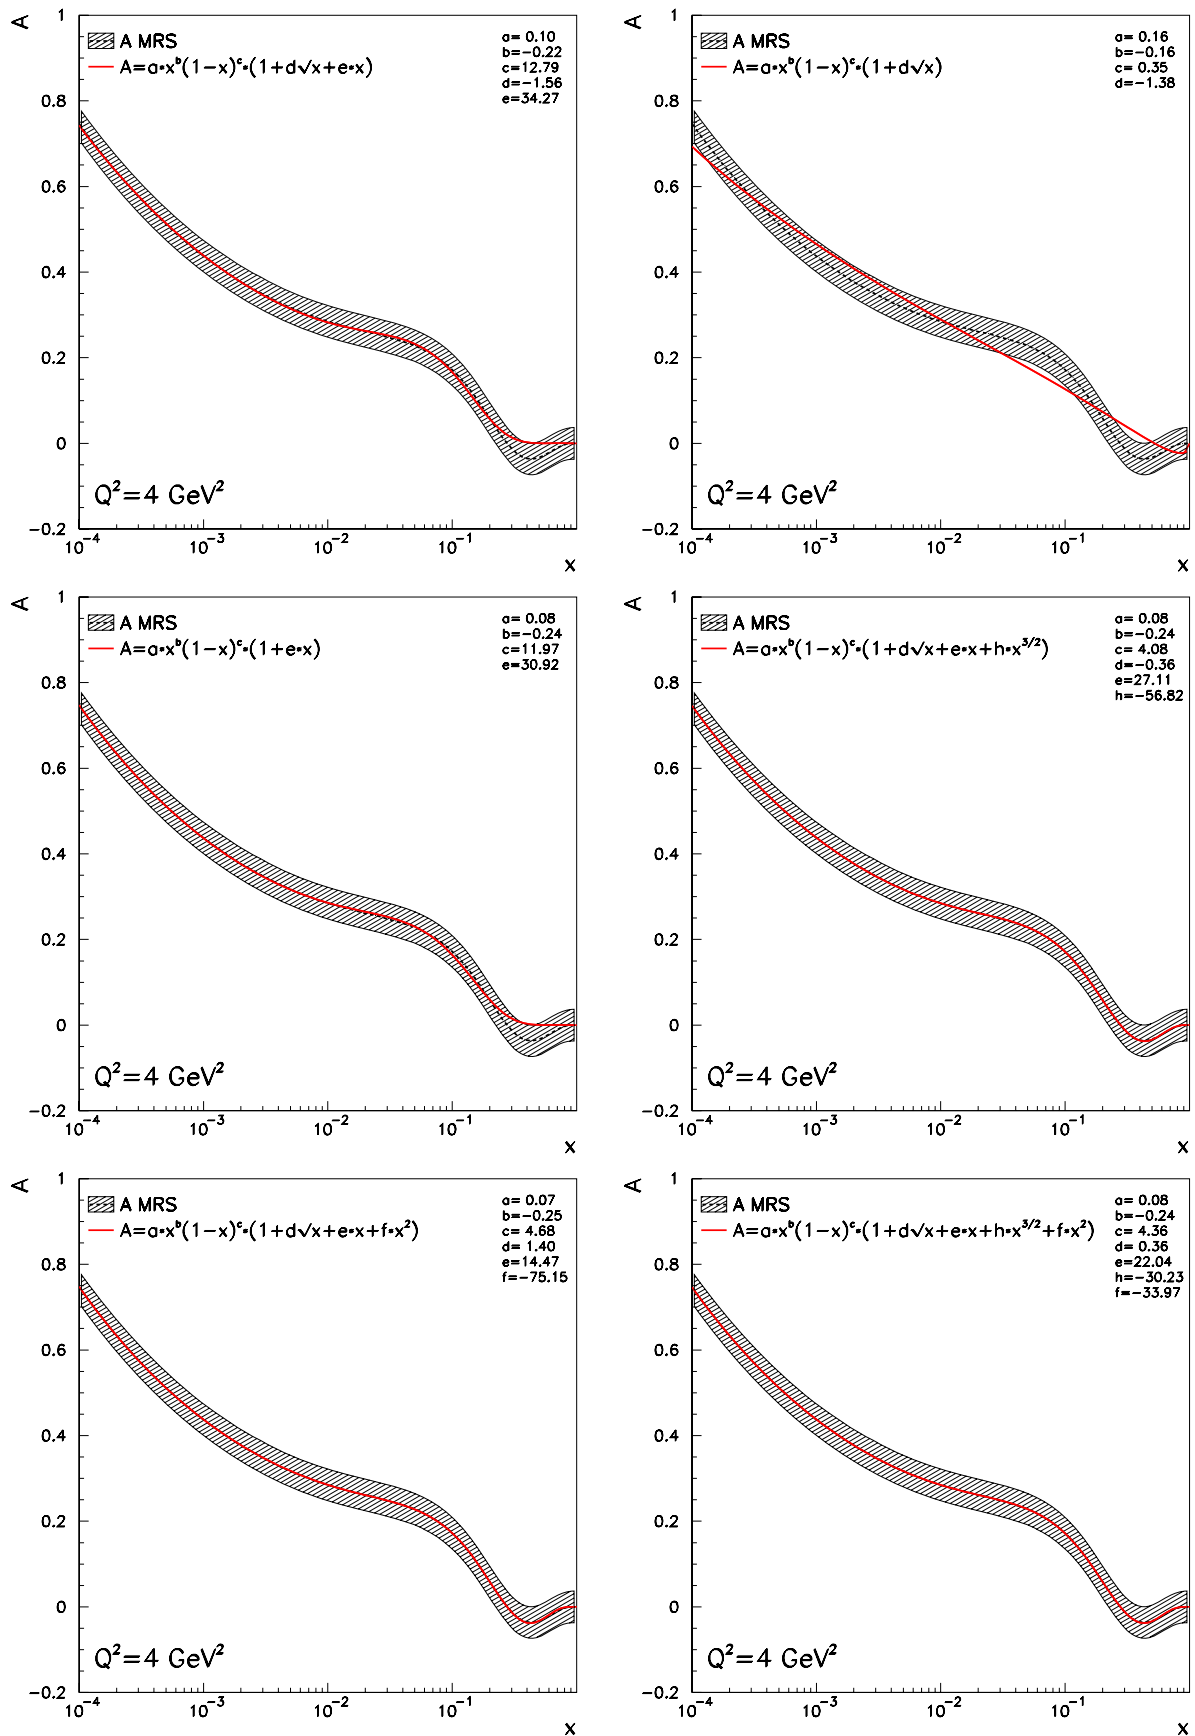 A
1
0.8
0.6
0.4
0.2
0
−0.2
A MRS
A=a•xᵇ(1−x)ᶜ•(1+d√x+e•x)
a= 0.10
b=−0.22
c=12.79
d=−1.56
e=34.27
Q²=4 GeV²
10⁻⁴ 10⁻³ 10⁻² 10⁻¹
x
A
1
0.8
0.6
0.4
0.2
0
−0.2
A MRS
A=a•xᵇ(1−x)ᶜ•(1+d√x)
a= 0.16
b=−0.16
c= 0.35
d=−1.38
Q²=4 GeV²
10⁻⁴ 10⁻³ 10⁻² 10⁻¹
x
A
1
0.8
0.6
0.4
0.2
0
−0.2
A MRS
A=a•xᵇ(1−x)ᶜ•(1+e•x)
a= 0.08
b=−0.24
c=11.97
e=30.92
Q²=4 GeV²
10⁻⁴ 10⁻³ 10⁻² 10⁻¹
x
A
1
0.8
0.6
0.4
0.2
0
−0.2
A MRS
A=a•xᵇ(1−x)ᶜ•(1+d√x+e•x+h•x³ᐟ²)
a= 0.08
b=−0.24
c= 4.08
d=−0.36
e=27.11
h=−56.82
Q²=4 GeV²
10⁻⁴ 10⁻³ 10⁻² 10⁻¹
x
A
1
0.8
0.6
0.4
0.2
0
−0.2
A MRS
A=a•xᵇ(1−x)ᶜ•(1+d√x+e•x+f•x²)
a= 0.07
b=−0.25
c= 4.68
d= 1.40
e=14.47
f=−75.15
Q²=4 GeV²
10⁻⁴ 10⁻³ 10⁻² 10⁻¹
x
A
1
0.8
0.6
0.4
0.2
0
−0.2
A MRS
A=a•xᵇ(1−x)ᶜ•(1+d√x+e•x+h•x³ᐟ²+f•x²)
a= 0.08
b=−0.24
c= 4.36
d= 0.36
e=22.04
h=−30.23
f=−33.97
Q²=4 GeV²
10⁻⁴ 10⁻³ 10⁻² 10⁻¹
x